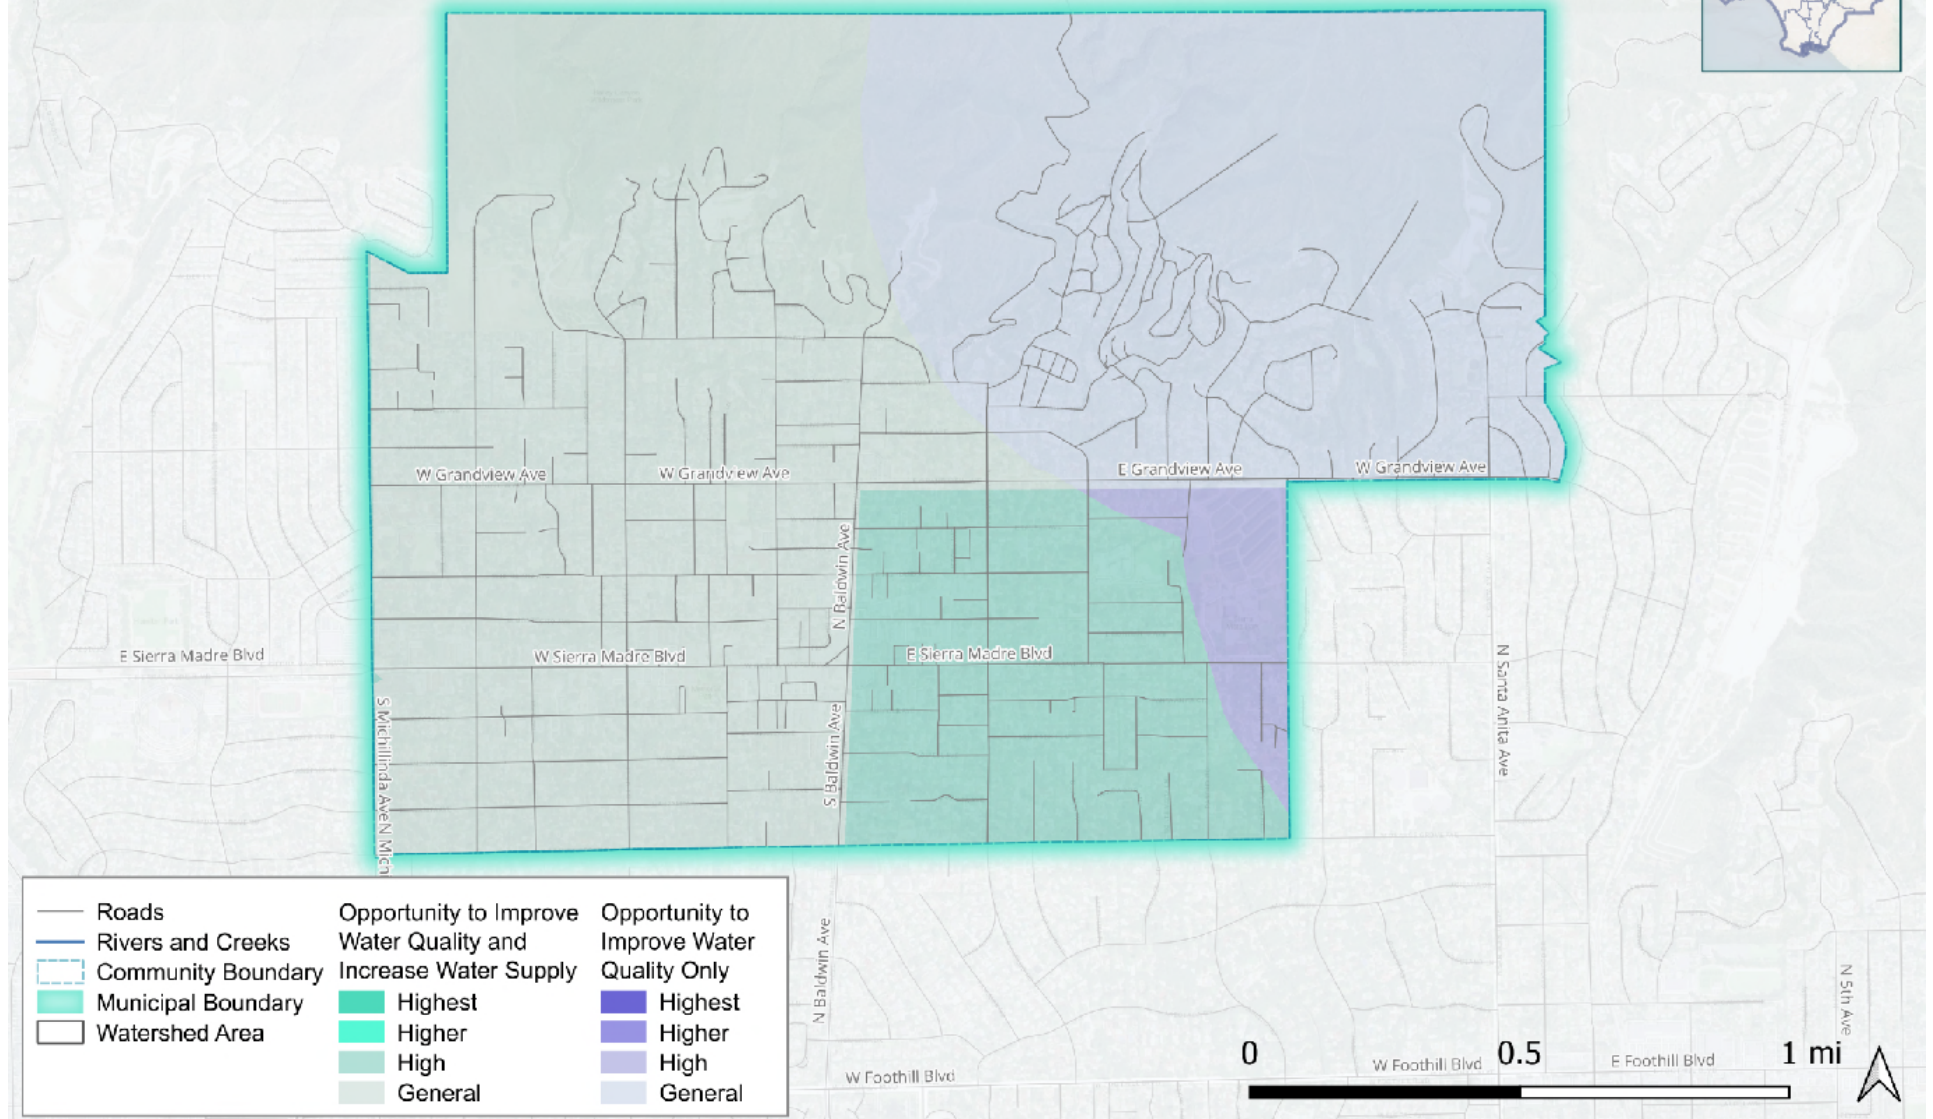 W Grandview Ave
W Grandview Ave
E Grandview Ave
W Grandview Ave
N Baldwin Ave
E Sierra Madre Blvd
W Sierra Madre Blvd
E Sierra Madre Blvd
N Santa Anita Ave
S Michillinda Ave
N Mich
S Baldwin Ave
Roads
Rivers and Creeks
Community Boundary
Municipal Boundary
Watershed Area
Opportunity to Improve
Water Quality and
Increase Water Supply
Highest
Higher
High
General
Opportunity to
Improve Water
Quality Only
Highest
Higher
High
General
N Baldwin Ave
N 5th Ave
W Foothill Blvd
W Foothill Blvd
E Foothill Blvd
0
0.5
1 mi